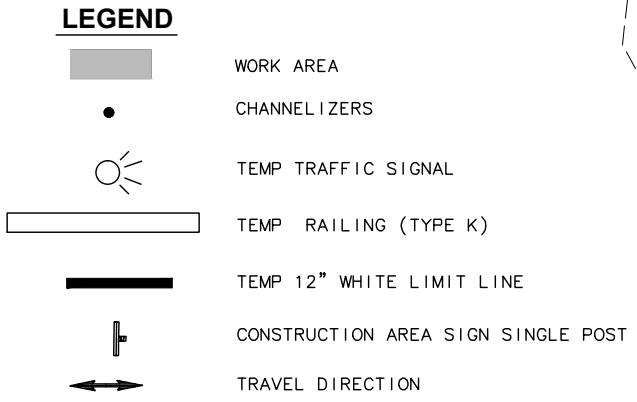 LEGEND
WORK AREA
CHANNELIZERS
TEMP TRAFFIC SIGNAL
TEMP RAILING (TYPE K)
TEMP 12" WHITE LIMIT LINE
CONSTRUCTION AREA SIGN SINGLE POST
TRAVEL DIRECTION